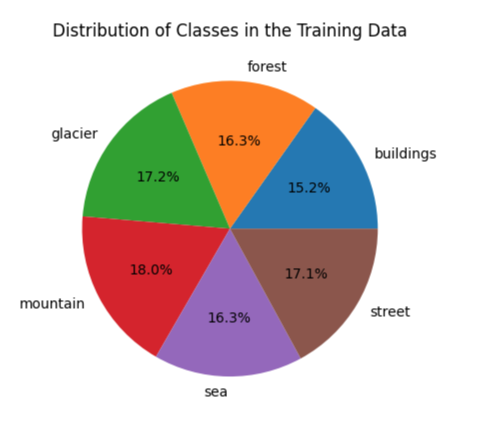 Distribution of Classes in the Training Data
forest
glacier
16.3%
buildings
17.2%
15.2%
18.0%
17.1%
mountain
16.3%
street
sea